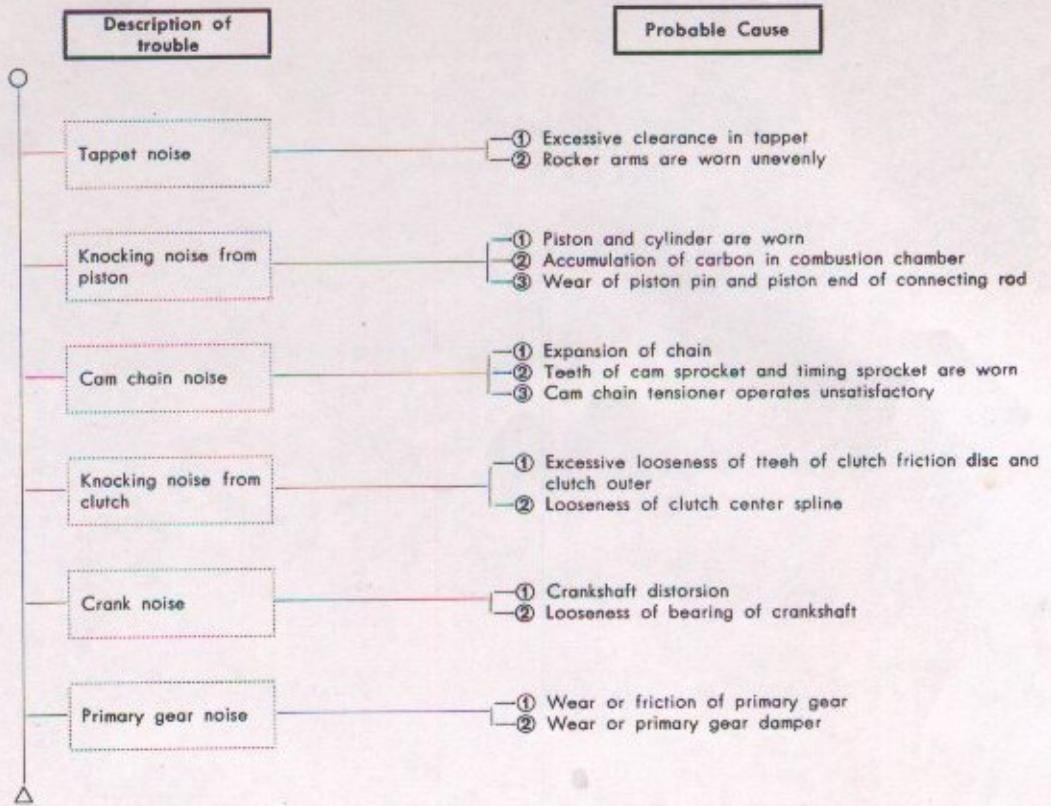 Description of
trouble
Probable Cause
Tappet noise
① Excessive clearance in tappet
② Rocker arms are worn unevenly
Knocking noise from
piston
① Piston and cylinder are worn
② Accumulation of carbon in combustion chamber
③ Wear of piston pin and piston end of connecting rod
Cam chain noise
① Expansion of chain
② Teeth of cam sprocket and timing sprocket are worn
③ Cam chain tensioner operates unsatisfactory
Knocking noise from
clutch
① Excessive looseness of tteeh of clutch friction disc and
clutch outer
② Looseness of clutch center spline
Crank noise
① Crankshaft distorsion
② Looseness of bearing of crankshaft
Primary gear noise
① Wear or friction of primary gear
② Wear or primary gear damper